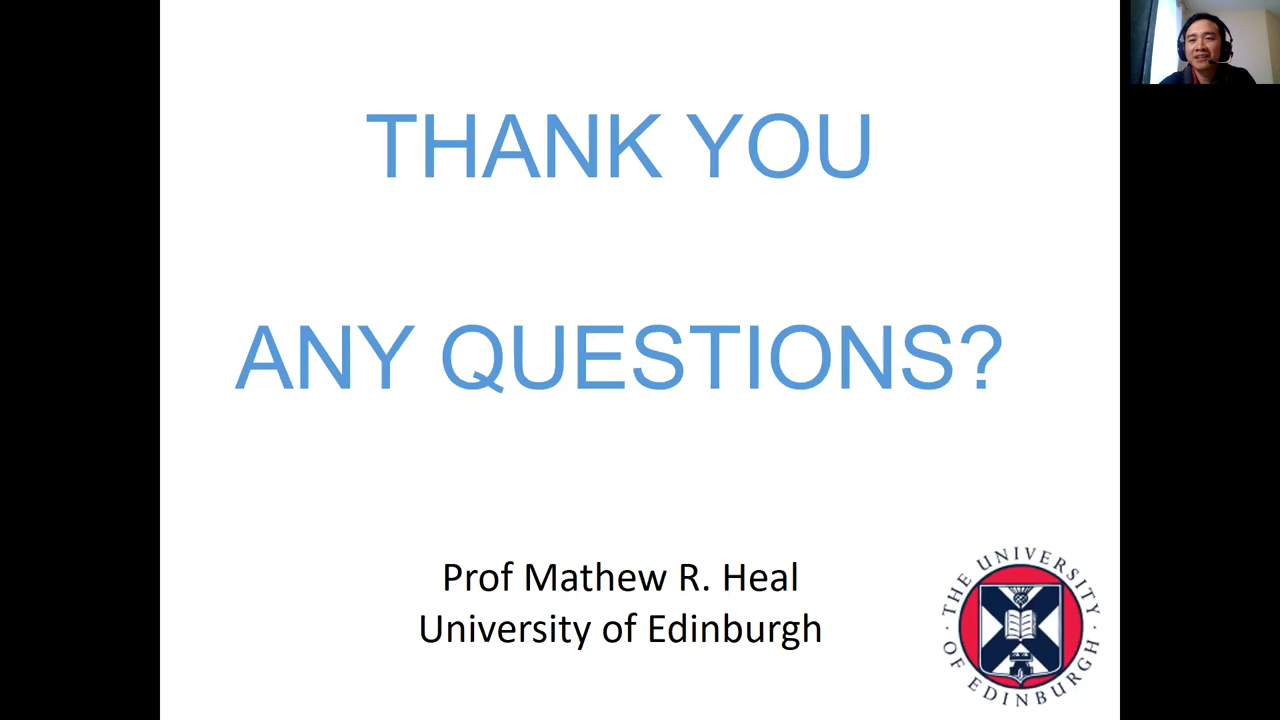 THANK YOU
ANY QUESTIONS?
Prof Mathew R. Heal
University of Edinburgh
THE UNIVERSITY
OF EDINBURGH